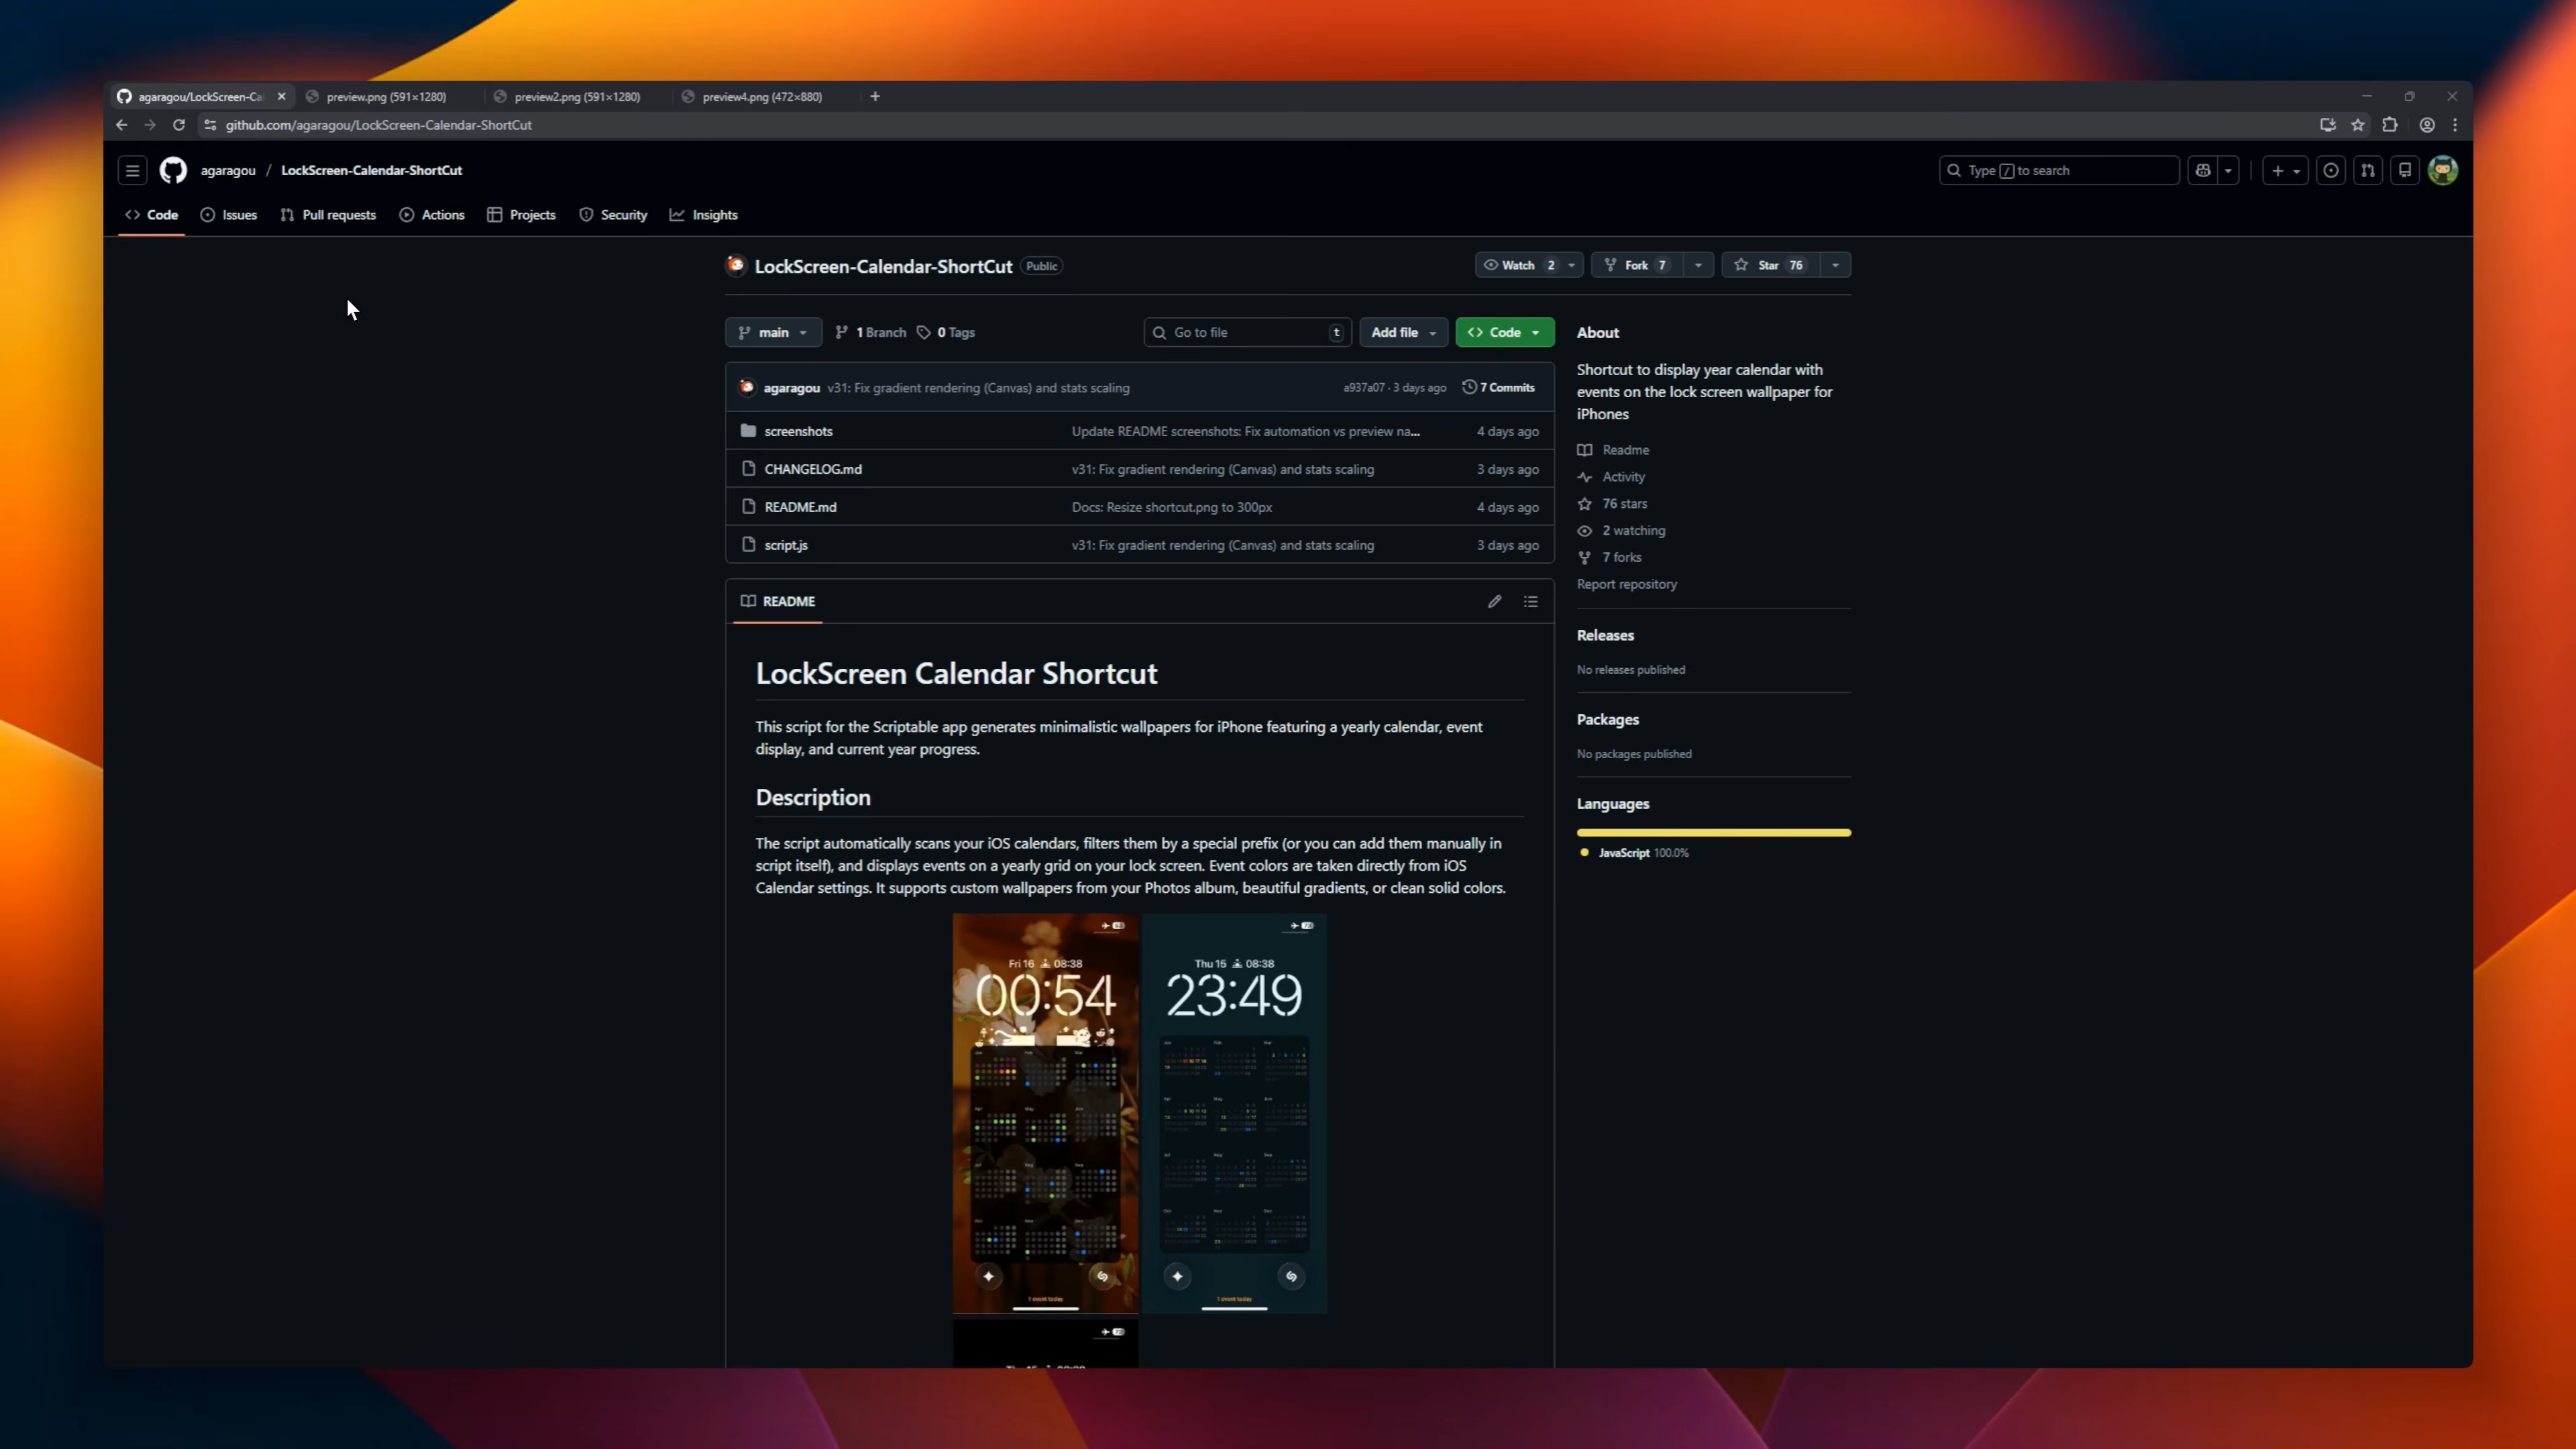 agaragou/LockScreen-Ca
preview.png (591×1280)
preview2.png (591×1280)
preview4.png (472×880)
github.com/agaragou/LockScreen-Calendar-ShortCut
agaragou / LockScreen-Calendar-ShortCut
Type / to search
Code
Issues
Pull requests
Actions
Projects
Security
Insights
LockScreen-Calendar-ShortCut Public
Watch 2
Fork 7
Star 76
main
1 Branch
0 Tags
Go to file t
Add file
Code
agaragou v31: Fix gradient rendering (Canvas) and stats scaling a937a07 · 3 days ago 7 Commits
screenshots Update README screenshots: Fix automation vs preview na... 4 days ago
CHANGELOG.md v31: Fix gradient rendering (Canvas) and stats scaling 3 days ago
README.md Docs: Resize shortcut.png to 300px 4 days ago
script.js v31: Fix gradient rendering (Canvas) and stats scaling 3 days ago
README
LockScreen Calendar Shortcut
This script for the Scriptable app generates minimalistic wallpapers for iPhone featuring a yearly calendar, event
display, and current year progress.
Description
The script automatically scans your iOS calendars, filters them by a special prefix (or you can add them manually in
script itself), and displays events on a yearly grid on your lock screen. Event colors are taken directly from iOS
Calendar settings. It supports custom wallpapers from your Photos album, beautiful gradients, or clean solid colors.
Fri 16 08:38
00:54
1 event today
Thu 15 08:38
23:49
1 event today
About
Shortcut to display year calendar with
events on the lock screen wallpaper for
iPhones
Readme
Activity
76 stars
2 watching
7 forks
Report repository
Releases
No releases published
Packages
No packages published
Languages
JavaScript 100.0%